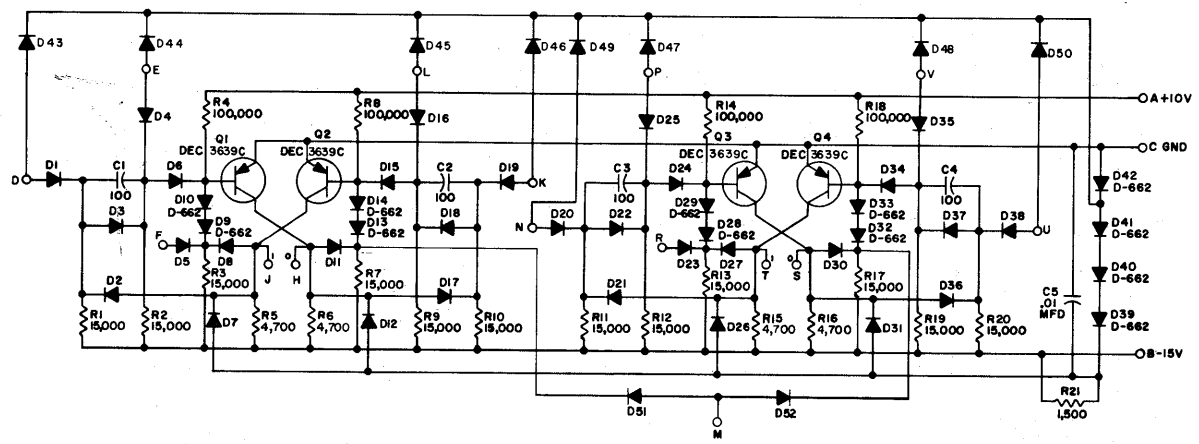 D43
D44
D45
D46
D49
D47
D48
D50
E
L
P
V
D4
R4
100,000
R8
100,000
D16
D25
R14
100,000
R18
100,000
D35
A+10V
Q1
DEC 3639C
Q2
DEC 3639C
Q3
DEC 3639C
Q4
DEC 3639C
C GND
D
D1
C1
100
D6
D15
C2
100
D19
K
C3
100
D24
D34
C4
100
D42
D-662
D3
D10
D-662
D14
D-662
D18
D22
D29
D-662
D33
D-662
D37
D38
U
D41
D-662
F
D5
D9
D-662
D8
J
1
H
0
D11
D13
D-662
N
D20
R
D23
D28
D-662
D27
T
1
S
0
D30
D32
D-662
D40
D-662
D2
R3
15,000
R7
15,000
D17
D21
R13
15,000
R17
15,000
D36
C5
.01
MFD
D39
D-662
R1
15,000
R2
15,000
D7
R5
4,700
R6
4,700
D12
R9
15,000
R10
15,000
R11
15,000
R12
15,000
D26
R15
4,700
R16
4,700
D31
R19
15,000
R20
15,000
B-15V
D51
D52
M
R21
1,500